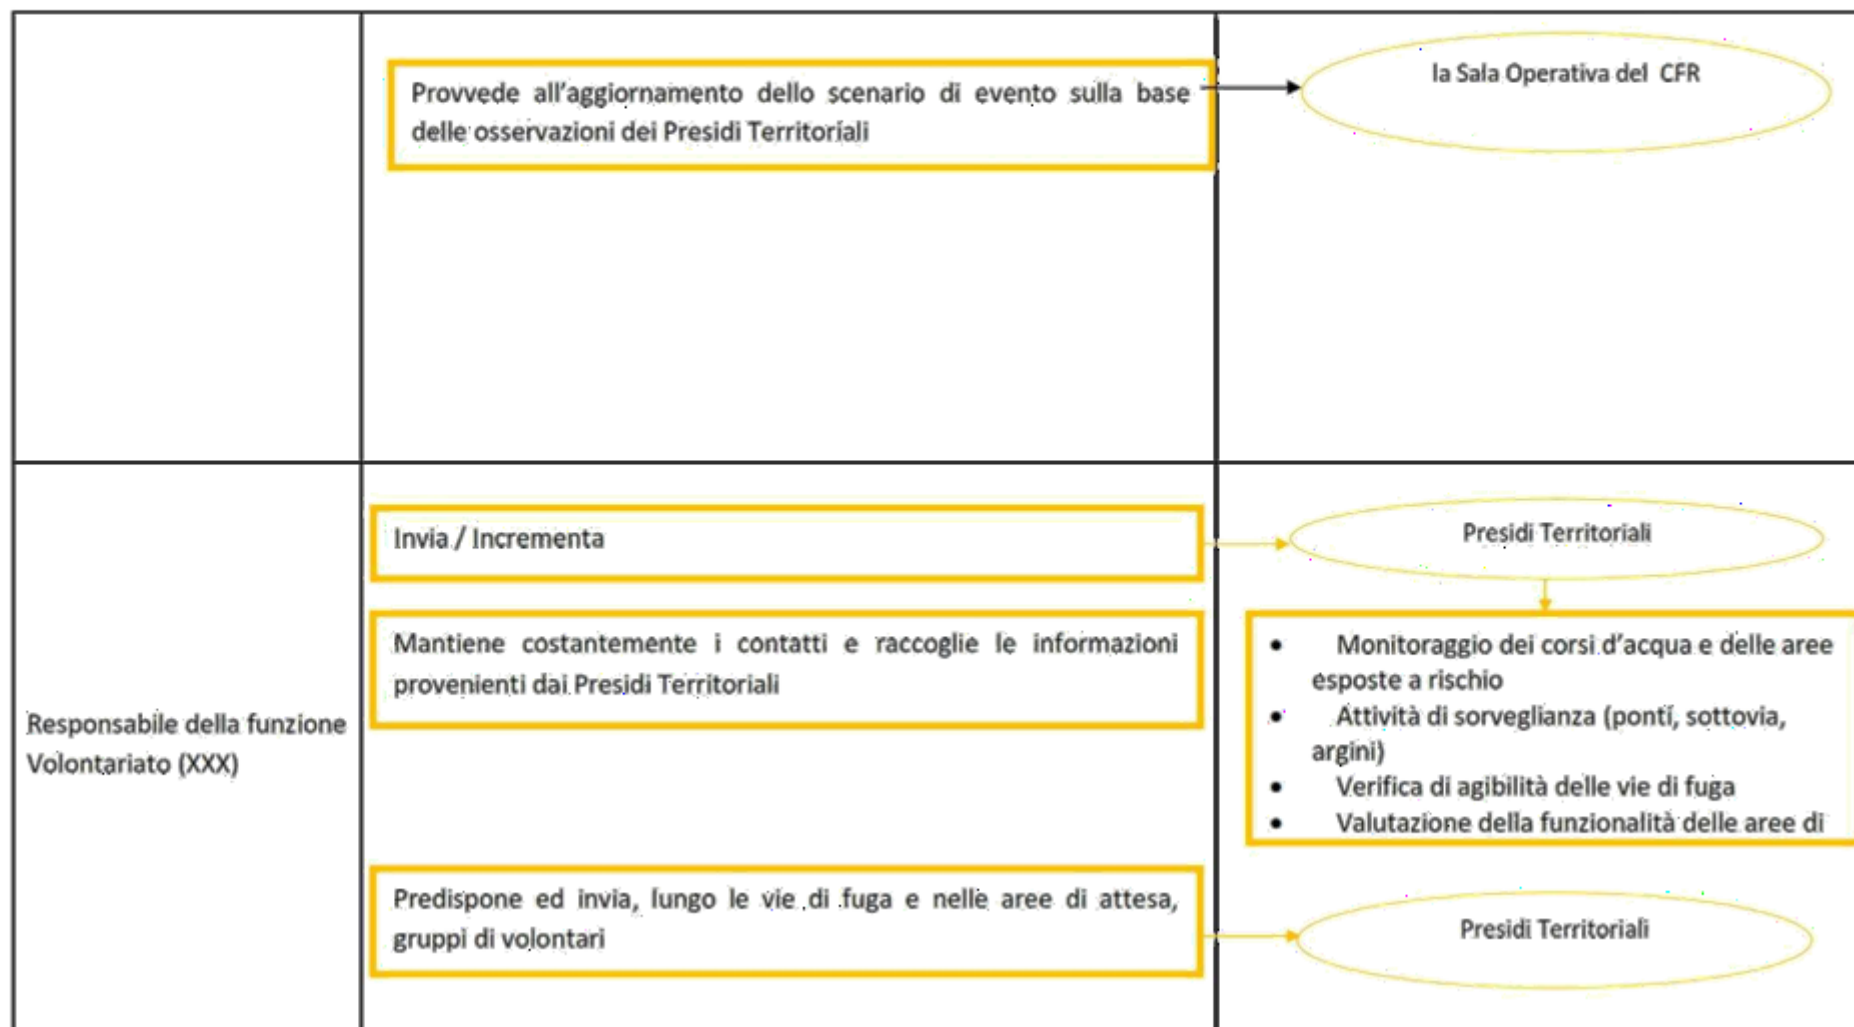 Provvede all'aggiornamento dello scenario di evento sulla base
delle osservazioni dei Presidi Territoriali
la Sala Operativa del CFR
Responsabile della funzione
Volontariato (XXX)
Invia / Incrementa
Presidi Territoriali
Mantiene costantemente i contatti e raccoglie le informazioni
provenienti dai Presidi Territoriali
• Monitoraggio dei corsi d'acqua e delle aree
esposte a rischio
• Attività di sorveglianza (ponti, sottovia,
argini)
• Verifica di agibilità delle vie di fuga
• Valutazione della funzionalità delle aree di
Predispone ed invia, lungo le vie di fuga e nelle aree di attesa,
gruppi di volontari
Presidi Territoriali